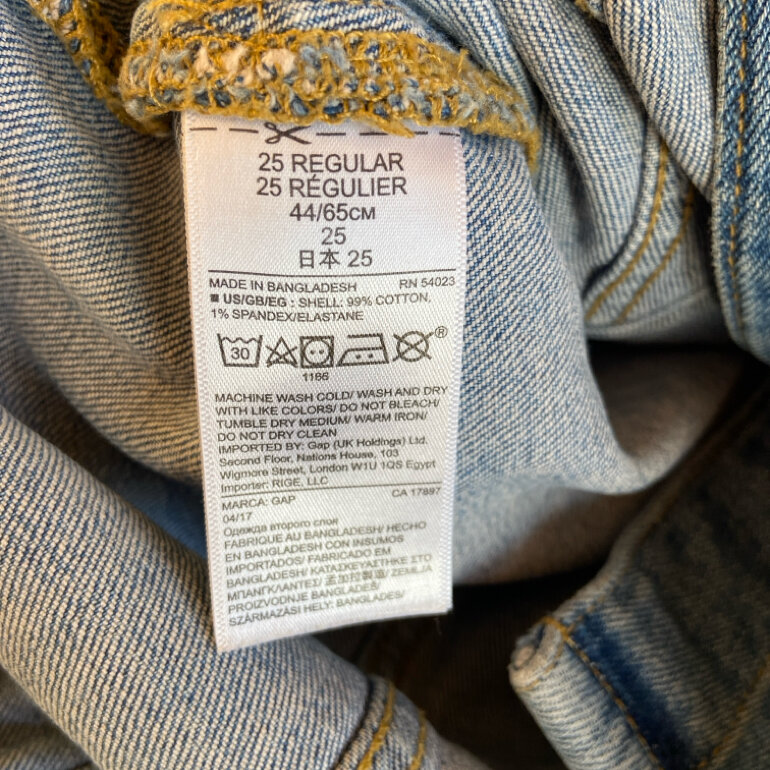 25 REGULAR
25 RÉGULIER
44/65CM
25
日本 25
MADE IN BANGLADESH RN 54023
■ US/GB/EG : SHELL: 99% COTTON,
1% SPANDEX/ELASTANE
30 ®
1166
MACHINE WASH COLD/ WASH AND DRY
WITH LIKE COLORS/ DO NOT BLEACH/
TUMBLE DRY MEDIUM/ WARM IRON/
DO NOT DRY CLEAN
IMPORTED BY: Gap (UK Holdings) Ltd.
Second Floor, Nations House, 103
Wigmore Street, London W1U 1QS Egypt
Importer: RIGE, LLC
MARCA: GAP CA 17897
04/17
Одежда второго слоя
FABRIQUE AU BANGLADESH/ HECHO
EN BANGLADESH CON INSUMOS
IMPORTADOS/ FABRICADO EM
BANGLADESH/ ΚΑΤΑΣΚΕΥΑΣΤΗΚΕ ΣΤΟ
ΜΠΑΝΓΚΛΑΝΤΕΣ/ 孟加拉製造/ ZEMLJA
PROIZVODNJE BANGLADES/
SZÁRMAZÁSI HELY: BANGLADES/